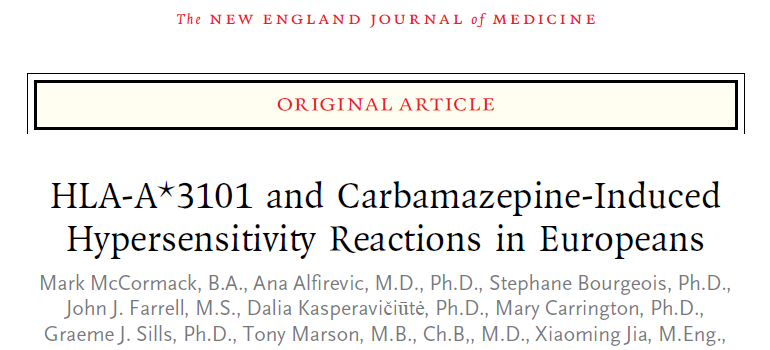 The NEW ENGLAND JOURNAL of MEDICINE
ORIGINAL ARTICLE
HLA-A*3101 and Carbamazepine-Induced
Hypersensitivity Reactions in Europeans
Mark McCormack, B.A., Ana Alfirevic, M.D., Ph.D., Stephane Bourgeois, Ph.D.,
John J. Farrell, M.S., Dalia Kasperavičiūtė, Ph.D., Mary Carrington, Ph.D.,
Graeme J. Sills, Ph.D., Tony Marson, M.B., Ch.B,, M.D., Xiaoming Jia, M.Eng.,